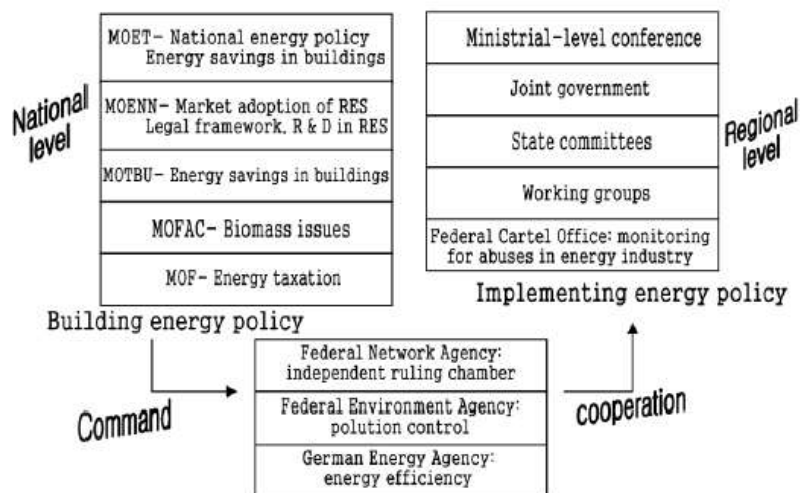 National
level
MOET- National energy policy
Energy savings in buildings
MOENN- Market adoption of RES
Legal framework, R & D in RES
MOTBU- Energy savings in buildings
MOFAC- Biomass issues
MOF- Energy taxation
Building energy policy
Ministrial-level conference
Joint government
State committees
Working groups
Federal Cartel Office: monitoring
for abuses in energy industry
Regional
level
Implementing energy policy
Command
Federal Network Agency:
independent ruling chamber
Federal Environment Agency:
polution control
German Energy Agency:
energy efficiency
cooperation